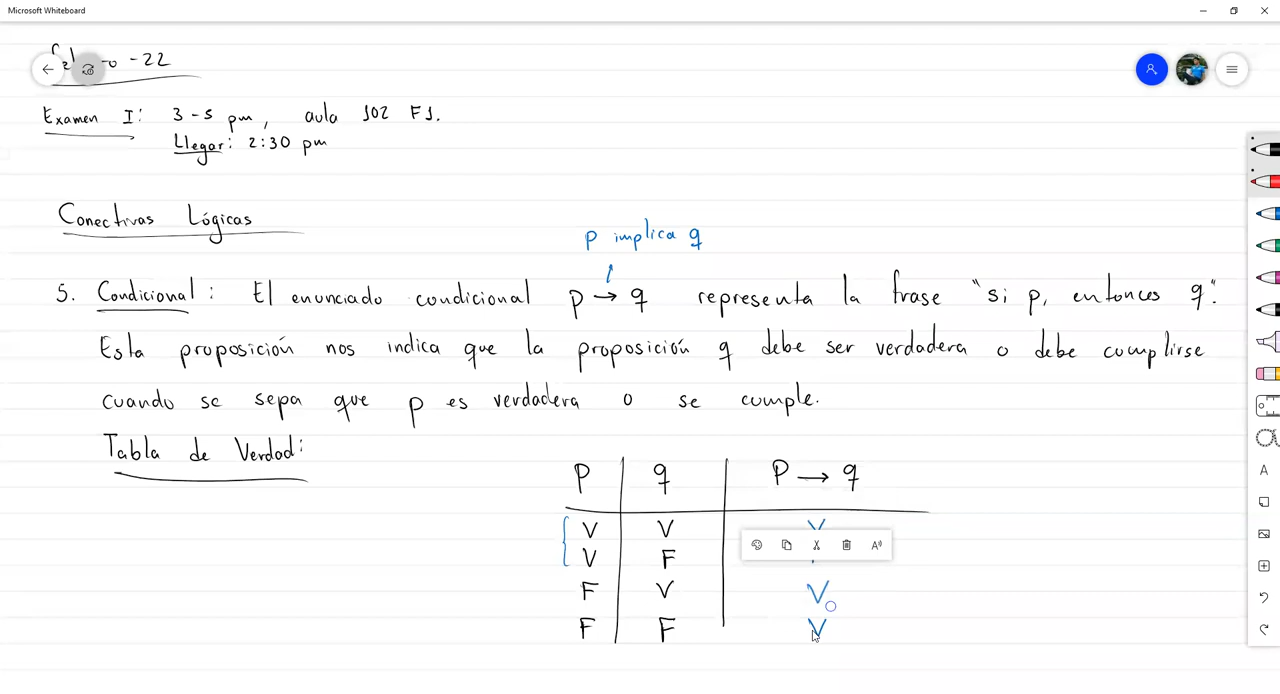 Microsoft Whiteboard
-22
Examen I: 3-5 pm, aula 102 F1.
Llegar: 2:30 pm
Conectivas Lógicas
p implica q
5. Condicional: El enunciado condicional p → q representa la frase "si p, entonces q".
Esta proposición nos indica que la proposición q debe ser verdadera o debe cumplirse
cuando se sepa que p es verdadera o se cumple.
Tabla de Verdad:
P q P → q
V V V
V F
F V V
F F V